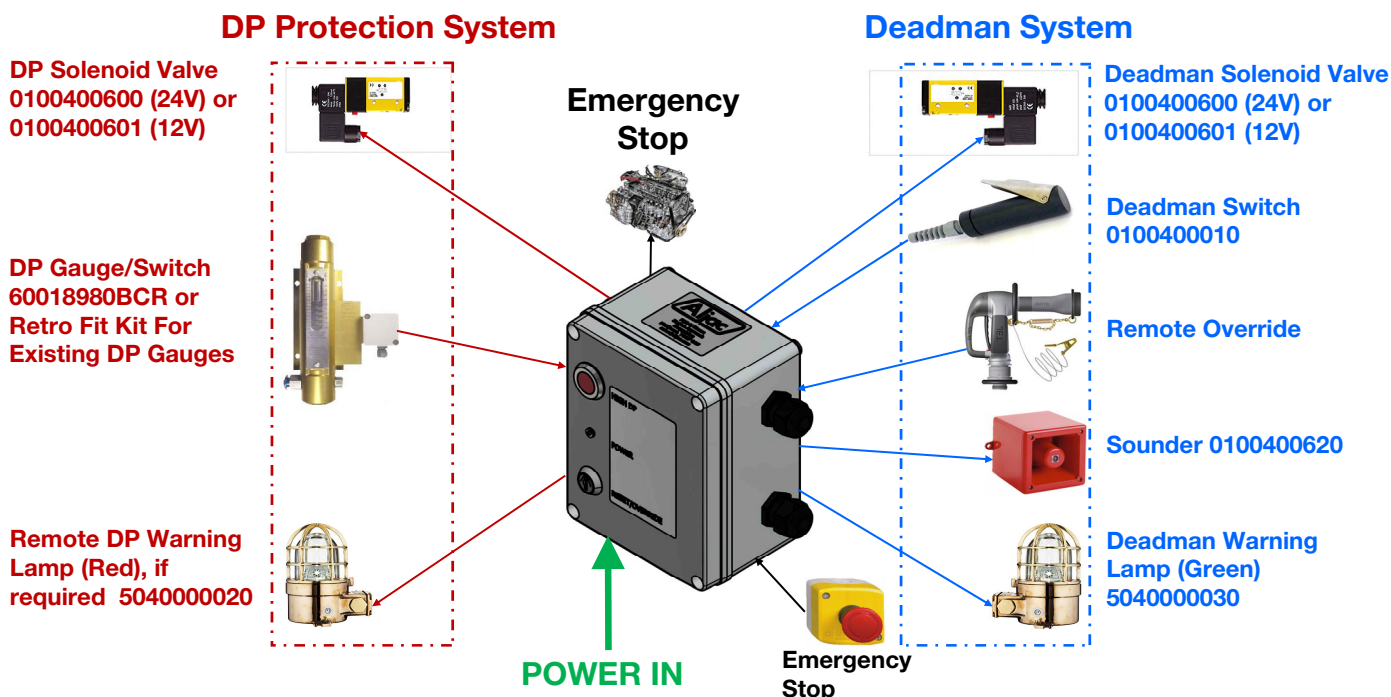 DP Protection System
Deadman System
DP Solenoid Valve
0100400600 (24V) or
0100400601 (12V)
Emergency
Stop
Deadman Solenoid Valve
0100400600 (24V) or
0100400601 (12V)
Deadman Switch
0100400010
DP Gauge/Switch
60018980BCR or
Retro Fit Kit For
Existing DP Gauges
Remote Override
Aljac
HIGH DP
POWER
RESET/OVERRIDE
Sounder 0100400620
Remote DP Warning
Lamp (Red), if
required 5040000020
Deadman Warning
Lamp (Green)
5040000030
POWER IN
Emergency
Stop